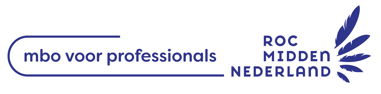 mbo voor professionals
ROC
MIDDEN
NEDERLAND